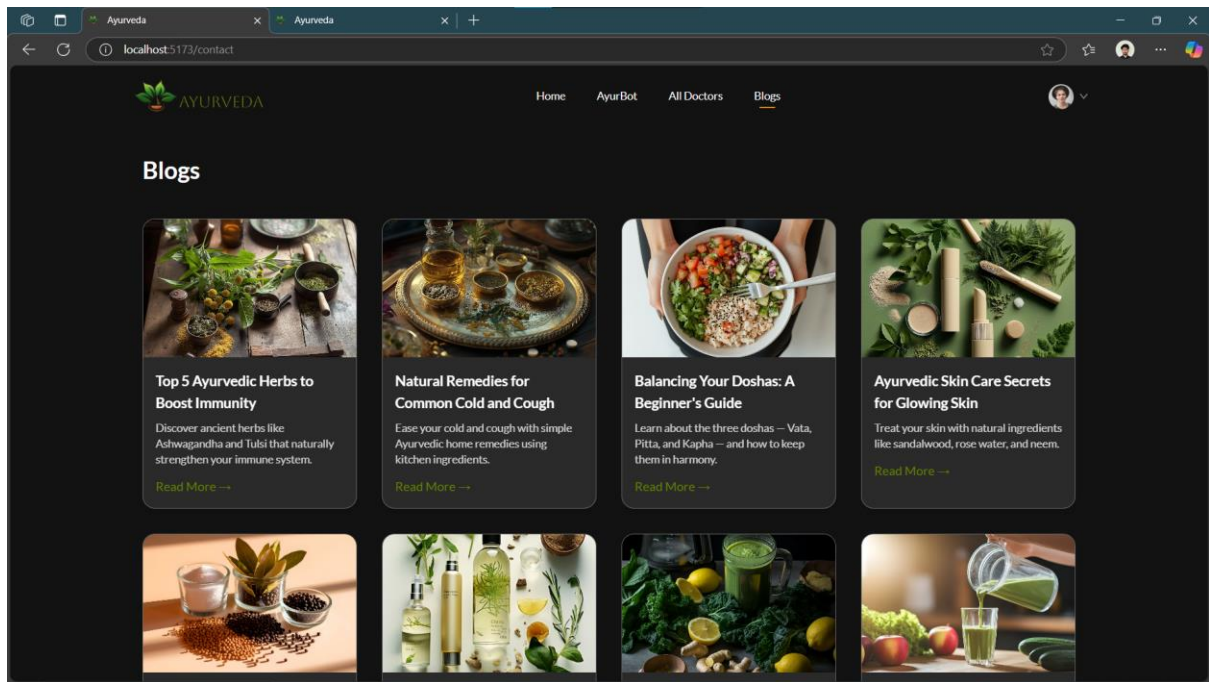 Ayurveda
Ayurveda
localhost:5173/contact
AYURVEDA
Home
AyurBot
All Doctors
Blogs
Blogs
Top 5 Ayurvedic Herbs to
Boost Immunity
Discover ancient herbs like
Ashwagandha and Tulsi that naturally
strengthen your immune system.
Read More →
Natural Remedies for
Common Cold and Cough
Ease your cold and cough with simple
Ayurvedic home remedies using
kitchen ingredients.
Read More →
Balancing Your Doshas: A
Beginner's Guide
Learn about the three doshas — Vata,
Pitta, and Kapha — and how to keep
them in harmony.
Read More →
Ayurvedic Skin Care Secrets
for Glowing Skin
Treat your skin with natural ingredients
like sandalwood, rose water, and neem.
Read More →